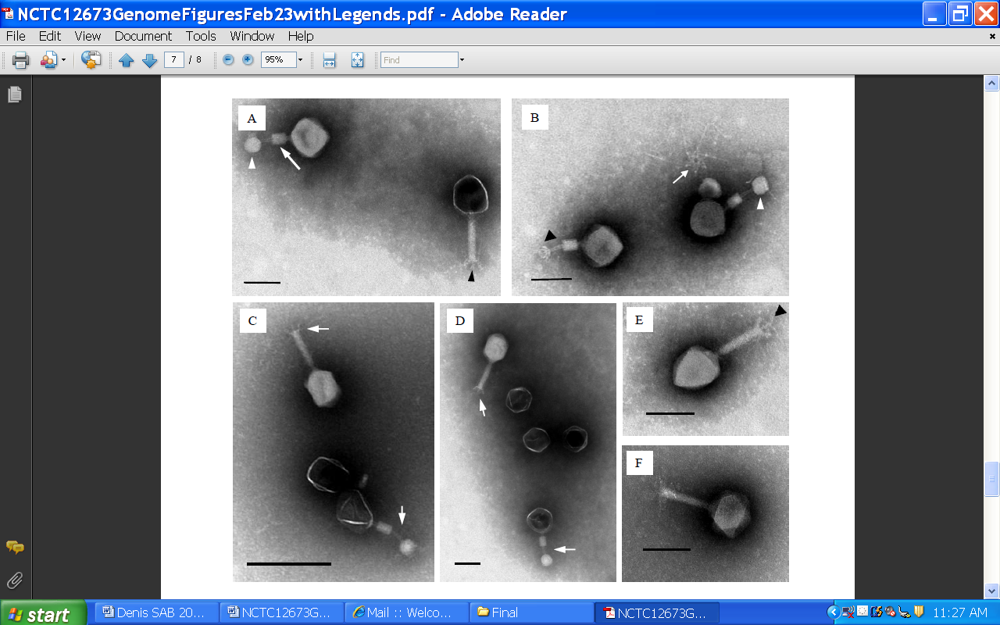 NCTC12673GenomeFiguresFeb23withLegends.pdf - Adobe Reader
File Edit View Document Tools Window Help
7 / 8 95% Find
A
B
C
D
E
F
start Denis SAB 20... NCTC12673G... Mail :: Welco... Final NCTC12673G... 11:27 AM